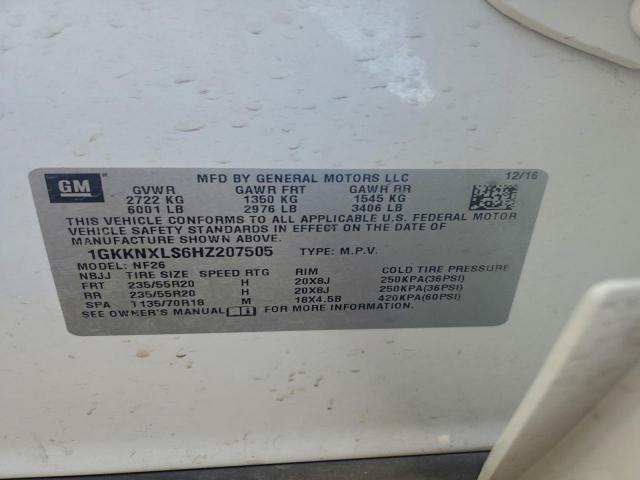 GM
MFD BY GENERAL MOTORS LLC 12/16
GVWR GAWR FRT GAWR RR
2722 KG 1350 KG 1545 KG
6001 LB 2976 LB 3406 LB
THIS VEHICLE CONFORMS TO ALL APPLICABLE U.S. FEDERAL MOTOR
VEHICLE SAFETY STANDARDS IN EFFECT ON THE DATE OF
MANUFACTURE SHOWN ABOVE.
1GKKNXLS6HZ207505 TYPE: M.P.V.
MODEL: NF26
NBJJ TIRE SIZE SPEED RTG RIM COLD TIRE PRESSURE
FRT 235/55R20 H 20X8J 250KPA(36PSI)
RR 235/55R20 H 20X8J 250KPA(36PSI)
SPA T135/70R18 M 18X4.5B 420KPA(60PSI)
SEE OWNER'S MANUAL FOR MORE INFORMATION.